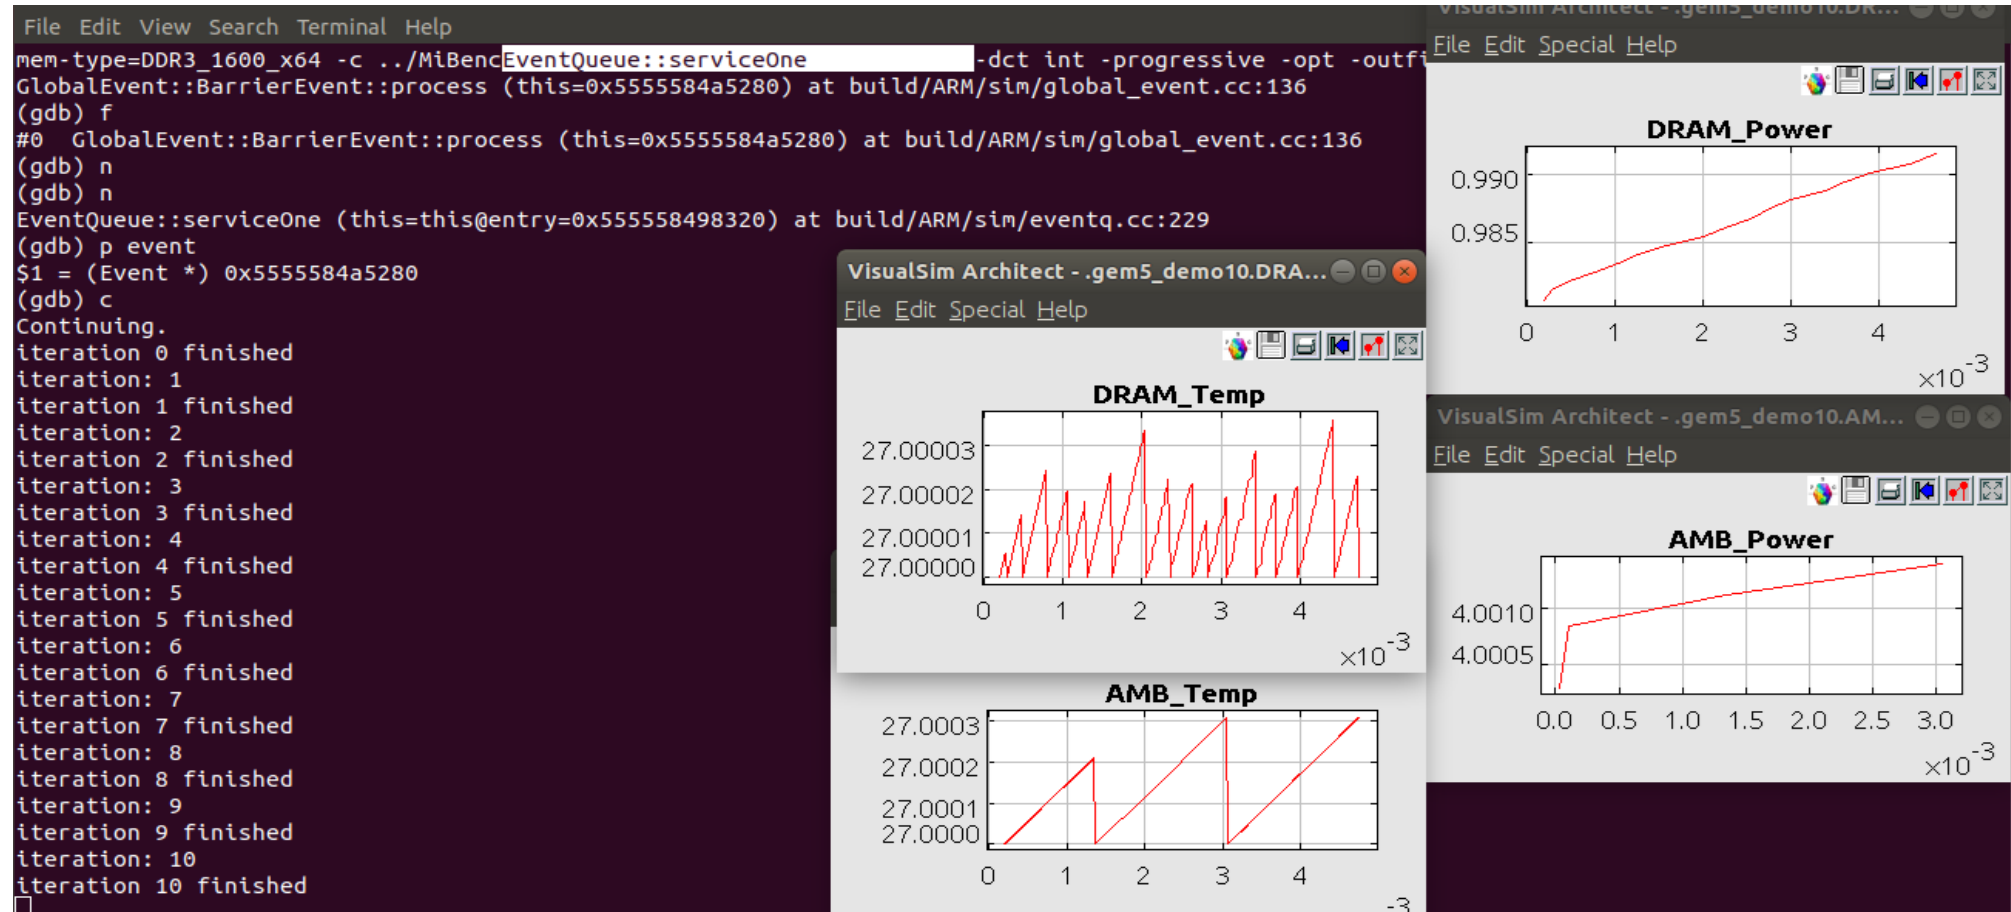 File Edit View Search Terminal Help
mem-type=DDR3_1600_x64 -c ../MiBencEventQueue::serviceOne -dct int -progressive -opt -outfi
GlobalEvent::BarrierEvent::process (this=0x5555584a5280) at build/ARM/sim/global_event.cc:136
(gdb) f
#0  GlobalEvent::BarrierEvent::process (this=0x5555584a5280) at build/ARM/sim/global_event.cc:136
(gdb) n
(gdb) n
EventQueue::serviceOne (this=this@entry=0x555558498320) at build/ARM/sim/eventq.cc:229
(gdb) p event
$1 = (Event *) 0x5555584a5280
(gdb) c
Continuing.
iteration 0 finished
iteration: 1
iteration 1 finished
iteration: 2
iteration 2 finished
iteration: 3
iteration 3 finished
iteration: 4
iteration 4 finished
iteration: 5
iteration 5 finished
iteration: 6
iteration 6 finished
iteration: 7
iteration 7 finished
iteration: 8
iteration 8 finished
iteration: 9
iteration 9 finished
iteration: 10
iteration 10 finished
VisualSim Architect - .gem5_demo10.DRA...
File Edit Special Help
DRAM_Temp
27.00003
27.00002
27.00001
27.00000
0 1 2 3 4
×10-3
AMB_Temp
27.0003
27.0002
27.0001
27.0000
0 1 2 3 4
-3
VisualSim Architect - .gem5_demo10.DR...
File Edit Special Help
DRAM_Power
0.990
0.985
0 1 2 3 4
×10-3
VisualSim Architect - .gem5_demo10.AM...
File Edit Special Help
AMB_Power
4.0010
4.0005
0.0 0.5 1.0 1.5 2.0 2.5 3.0
×10-3